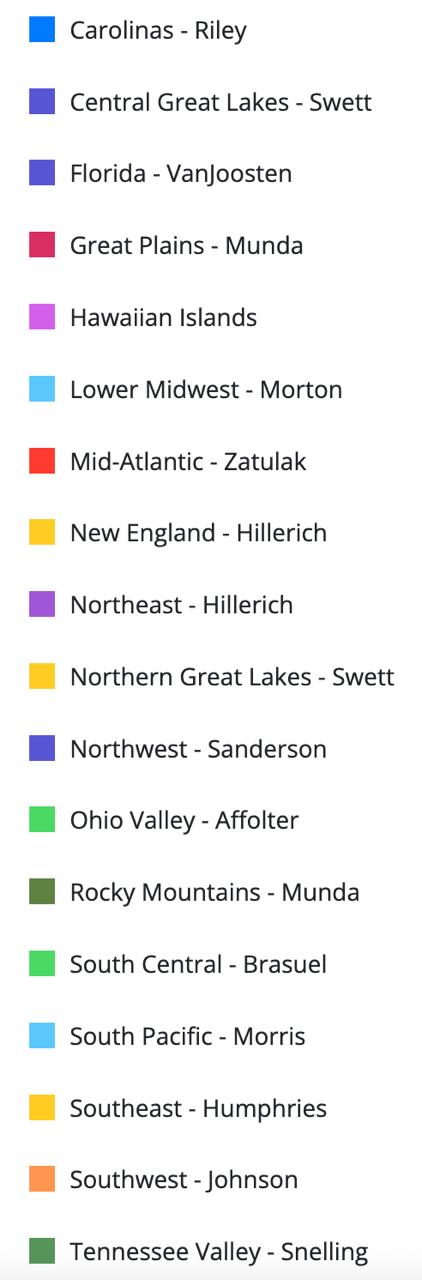 Carolinas - Riley
Central Great Lakes - Swett
Florida - VanJoosten
Great Plains - Munda
Hawaiian Islands
Lower Midwest - Morton
Mid-Atlantic - Zatulak
New England - Hillerich
Northeast - Hillerich
Northern Great Lakes - Swett
Northwest - Sanderson
Ohio Valley - Affolter
Rocky Mountains - Munda
South Central - Brasuel
South Pacific - Morris
Southeast - Humphries
Southwest - Johnson
Tennessee Valley - Snelling